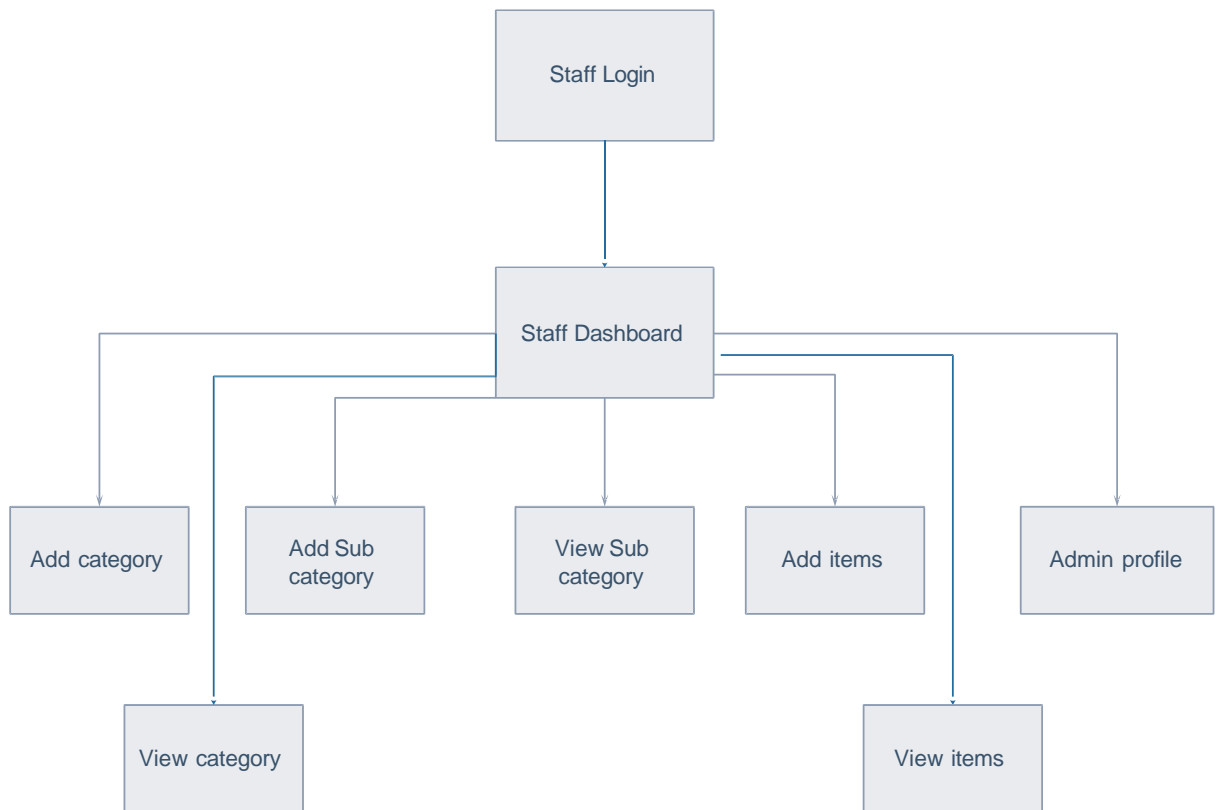 Staff Login
Staff Dashboard
Add category
Add Sub
category
View Sub
category
Add items
Admin profile
View category
View items